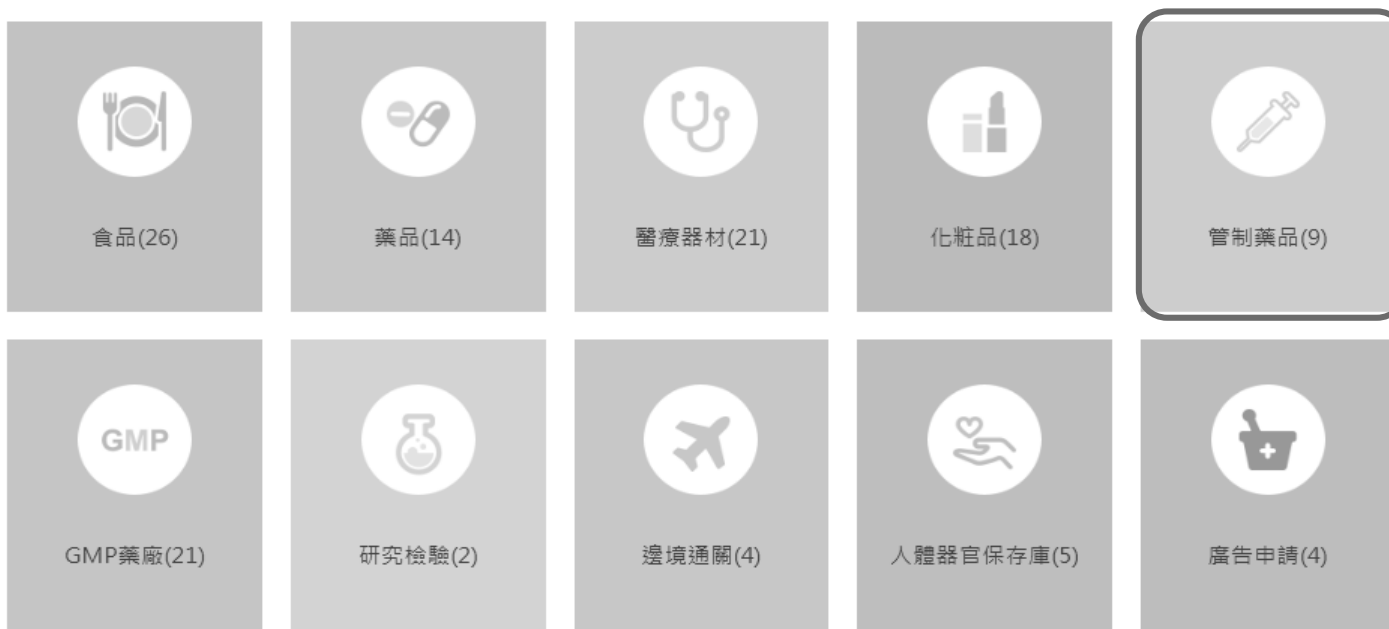 食品(26)
藥品(14)
醫療器材(21)
化粧品(18)
管制藥品(9)
GMP
GMP藥廠(21)
研究檢驗(2)
邊境通關(4)
人體器官保存庫(5)
廣告申請(4)